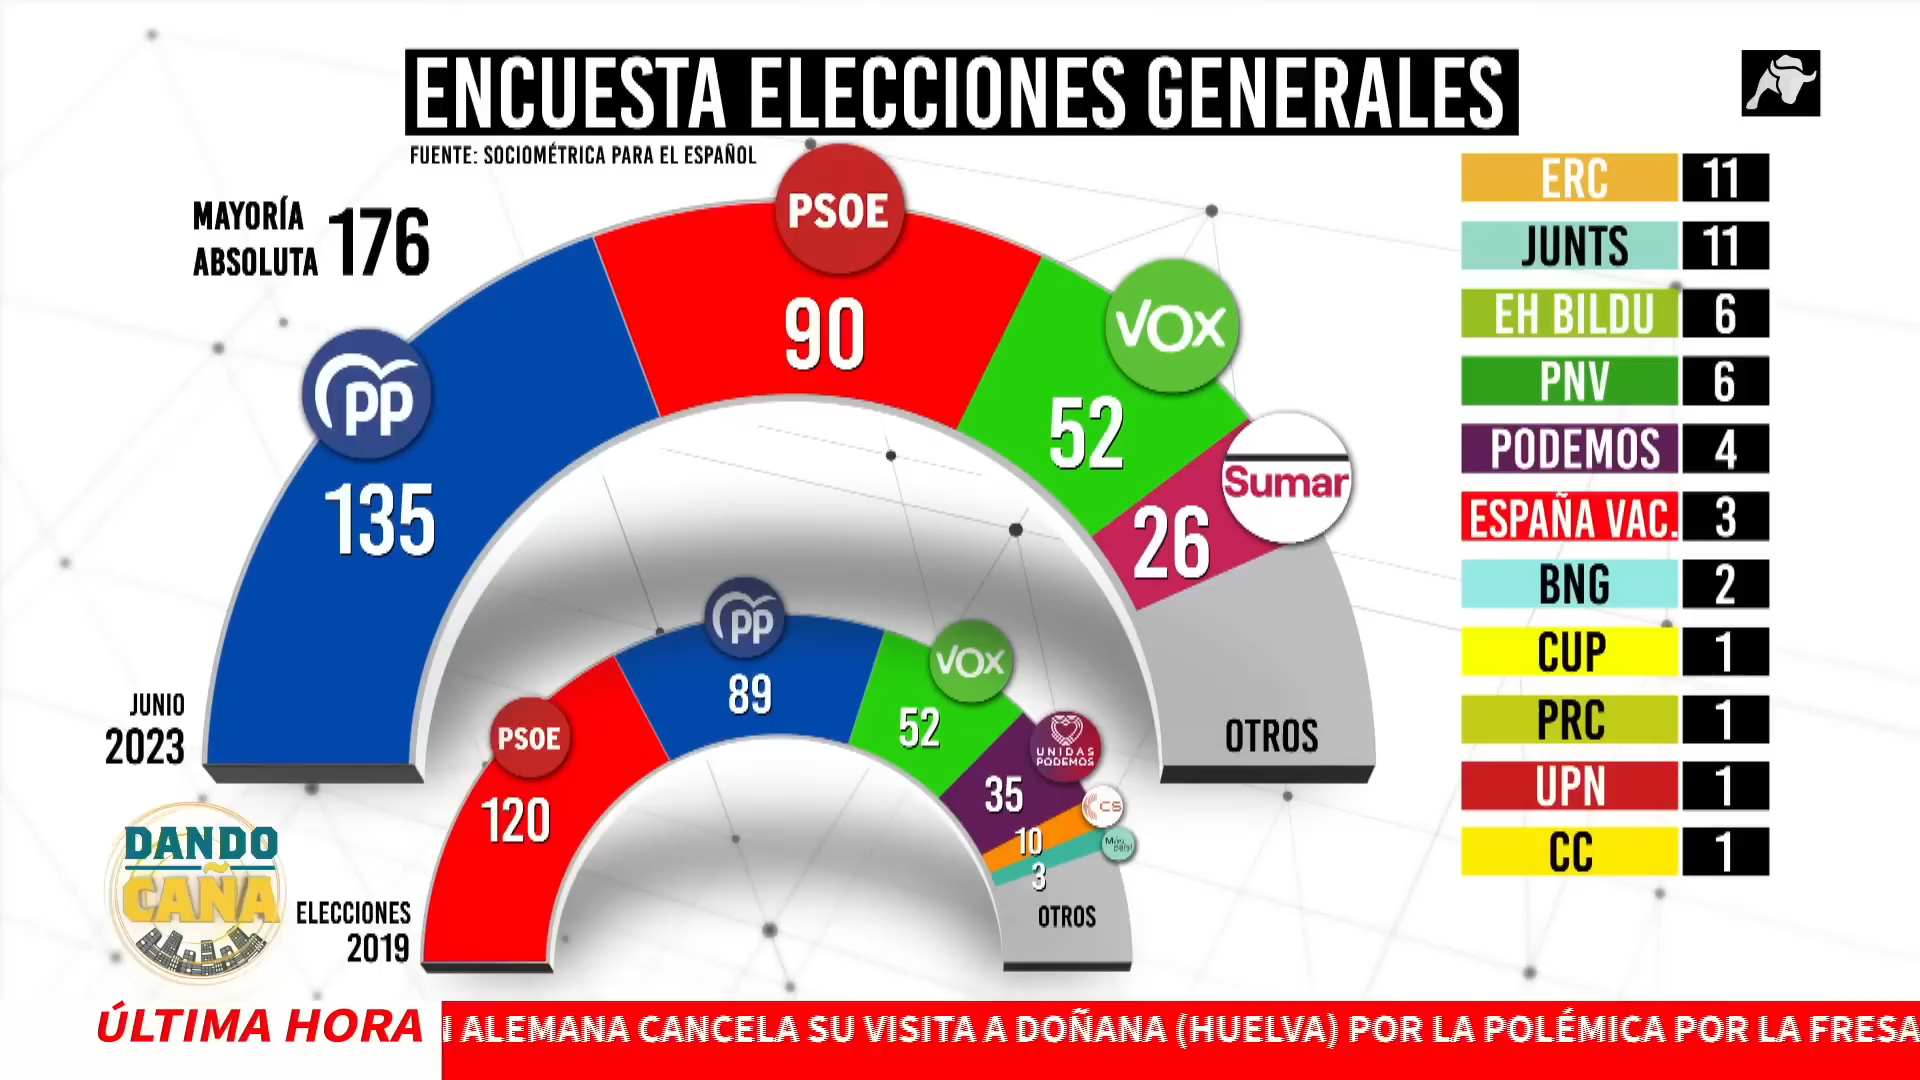 ENCUESTA ELECCIONES GENERALES
FUENTE: SOCIOMÉTRICA PARA EL ESPAÑOL
MAYORÍA
ABSOLUTA 176
PP
135
PSOE
90
VOX
52
Sumar
26
OTROS
JUNIO
2023
PSOE
120
PP
89
VOX
52
UNIDAS
PODEMOS
35
CS
10
3
OTROS
ELECCIONES
2019
ERC 11
JUNTS 11
EH BILDU 6
PNV 6
PODEMOS 4
ESPAÑA VAC. 3
BNG 2
CUP 1
PRC 1
UPN 1
CC 1
DANDO
CAÑA
ÚLTIMA HORA
N ALEMANA CANCELA SU VISITA A DOÑANA (HUELVA) POR LA POLÉMICA POR LA FRESA